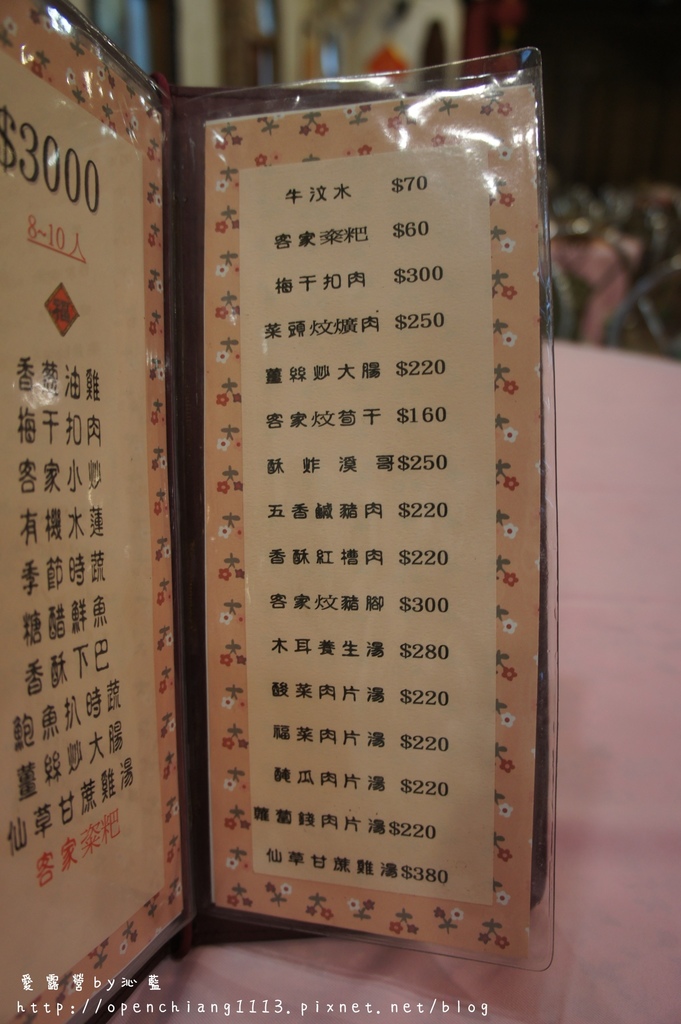 $3000
8~10人
福
香蔥油雞
梅干扣肉
客家小炒
有機水蓮
季節時蔬
糖醋鮮魚
香酥下巴
鮑魚扒時蔬
薑絲炒大腸
仙草甘蔗雞湯
客家粢粑
牛汶水 $70
客家粢粑 $60
梅干扣肉 $300
菜頭炆爌肉 $250
薑絲炒大腸 $220
客家炆筍干 $160
酥炸溪哥$250
五香鹹豬肉 $220
香酥紅槽肉 $220
客家炆豬腳 $300
木耳養生湯 $280
酸菜肉片湯 $220
福菜肉片湯 $220
醃瓜肉片湯 $220
蘿蔔錢肉片湯$220
仙草甘蔗雞湯$380
愛露營by沁藍
http://openchiang1113.pixnet.net/blog